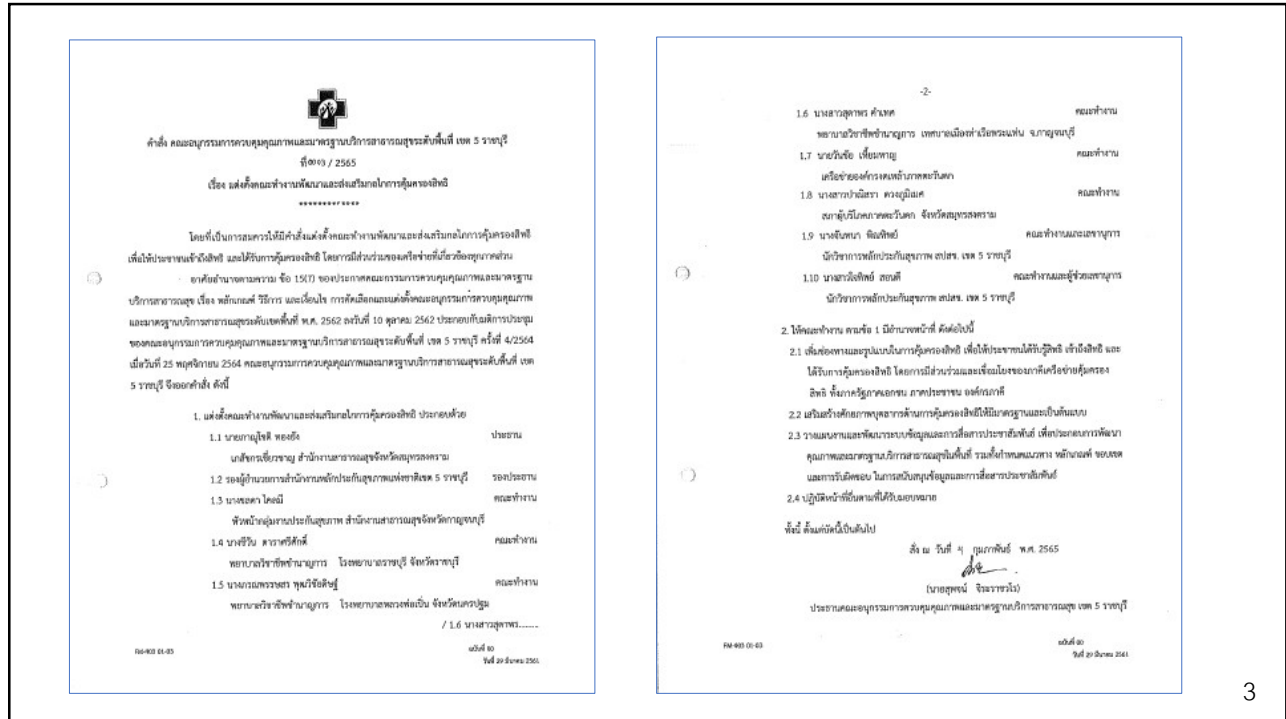 คำสั่ง คณะอนุกรรมการควบคุมคุณภาพและมาตรฐานบริการสาธารณสุขระดับพื้นที่ เขต 5 ราชบุรี
ที่ / 2565
เรื่อง แต่งตั้งคณะทำงานพัฒนาและส่งเสริมกลไกการคุ้มครองสิทธิ
*************
โดยที่เป็นการสมควรให้มีคำสั่งแต่งตั้งคณะทำงานพัฒนาและส่งเสริมกลไกการคุ้มครองสิทธิ
เพื่อให้ประชาชนเข้าถึงสิทธิ และได้รับการคุ้มครองสิทธิ โดยการมีส่วนร่วมของเครือข่ายที่เกี่ยวข้องทุกภาคส่วน
อาศัยอำนาจตามความ ข้อ 15(7) ของประกาศคณะกรรมการควบคุมคุณภาพและมาตรฐาน
บริการสาธารณสุข เรื่อง หลักเกณฑ์ วิธีการ และเงื่อนไข การคัดเลือกและแต่งตั้งคณะอนุกรรมการควบคุมคุณภาพ
และมาตรฐานบริการสาธารณสุขระดับเขตพื้นที่ พ.ศ. 2562 ลงวันที่ 10 ตุลาคม 2562 ประกอบกับมติการประชุม
ของคณะอนุกรรมการควบคุมคุณภาพและมาตรฐานบริการสาธารณสุขระดับพื้นที่ เขต 5 ราชบุรี ครั้งที่ 4/2564
เมื่อวันที่ 25 พฤศจิกายน 2564 คณะอนุกรรมการควบคุมคุณภาพและมาตรฐานบริการสาธารณสุขระดับพื้นที่ เขต
5 ราชบุรี จึงออกคำสั่ง ดังนี้
1. แต่งตั้งคณะทำงานพัฒนาและส่งเสริมกลไกการคุ้มครองสิทธิ ประกอบด้วย
1.1 นายภาณุโชติ ทองยัง ประธาน
เภสัชกรเชี่ยวชาญ สำนักงานสาธารณสุขจังหวัดสมุทรสงคราม
1.2 รองผู้อำนวยการสำนักงานหลักประกันสุขภาพแห่งชาติเขต 5 ราชบุรี รองประธาน
1.3 นางชลดา โคลมี คณะทำงาน
หัวหน้ากลุ่มงานประกันสุขภาพ สำนักงานสาธารณสุขจังหวัดกาญจนบุรี
1.4 นางชีวัน ดาราศรีศักดิ์ คณะทำงาน
พยาบาลวิชาชีพชำนาญการ โรงพยาบาลราชบุรี จังหวัดราชบุรี
1.5 นางภรณพรรษสร พุฒวิชัยดิษฐ์ คณะทำงาน
พยาบาลวิชาชีพชำนาญการ โรงพยาบาลหลวงพ่อเปิ่น จังหวัดนครปฐม
/ 1.6 นางสาวสุดาพร.......
FM-403 01-03
ฉบับที่ 00
วันที่ 29 มีนาคม 2561
-2-
1.6 นางสาวสุดาพร คำเทศ คณะทำงาน
พยาบาลวิชาชีพชำนาญการ เทศบาลเมืองท่าเรือพระแท่น จ.กาญจนบุรี
1.7 นายวันชัย เหี้ยมหาญ คณะทำงาน
เครือข่ายองค์กรงดเหล้าภาคตะวันตก
1.8 นางสาวปาณิสรา ดวงภูมิเมศ คณะทำงาน
สภาผู้บริโภคภาคตะวันตก จังหวัดสมุทรสงคราม
1.9 นางจันทนา พิณทิพย์ คณะทำงานและเลขานุการ
นักวิชาการหลักประกันสุขภาพ สปสช. เขต 5 ราชบุรี
1.10 นางสาวใจทิพย์ สอนดี คณะทำงานและผู้ช่วยเลขานุการ
นักวิชาการหลักประกันสุขภาพ สปสช. เขต 5 ราชบุรี
2. ให้คณะทำงาน ตามข้อ 1 มีอำนาจหน้าที่ ดังต่อไปนี้
2.1 เพิ่มช่องทางและรูปแบบในการคุ้มครองสิทธิ เพื่อให้ประชาชนได้รับรู้สิทธิ เข้าถึงสิทธิ และ
ได้รับการคุ้มครองสิทธิ โดยการมีส่วนร่วมและเชื่อมโยงของภาคีเครือข่ายคุ้มครอง
สิทธิ ทั้งภาครัฐภาคเอกชน ภาคประชาชน องค์กรภาคี
2.2 เสริมสร้างศักยภาพบุคลากรด้านการคุ้มครองสิทธิให้มีมาตรฐานและเป็นต้นแบบ
2.3 วางแผนงานและพัฒนาระบบข้อมูลและการสื่อสารประชาสัมพันธ์ เพื่อประกอบการพัฒนา
คุณภาพและมาตรฐานบริการสาธารณสุขในพื้นที่ รวมทั้งกำหนดแนวทาง หลักเกณฑ์ ขอบเขต
และการรับผิดชอบ ในการสนับสนุนข้อมูลและการสื่อสารประชาสัมพันธ์
2.4 ปฏิบัติหน้าที่อื่นตามที่ได้รับมอบหมาย
ทั้งนี้ ตั้งแต่บัดนี้เป็นต้นไป
สั่ง ณ วันที่ กุมภาพันธ์ พ.ศ. 2565
(นายสุพจน์ จิระราชวโร)
ประธานคณะอนุกรรมการควบคุมคุณภาพและมาตรฐานบริการสาธารณสุข เขต 5 ราชบุรี
FM-403 01-03
ฉบับที่ 00
วันที่ 29 มีนาคม 2561
3